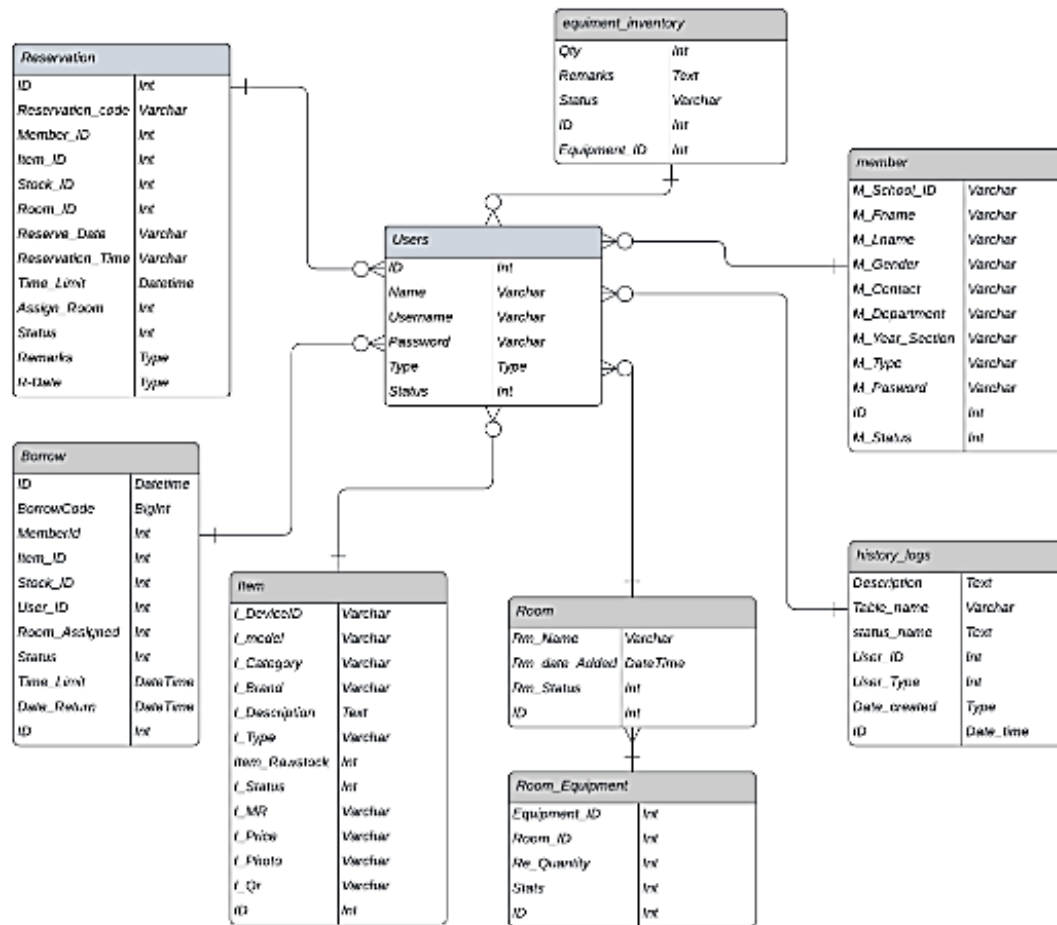 equiment_inventory
Qty Int
Remarks Text
Status Varchar
ID Int
Equipment_ID Int
Reservation
ID Int
Reservation_code Varchar
Member_ID Int
Item_ID Int
Stock_ID Int
Room_ID Int
Reserve_Date Varchar
Reservation_Time Varchar
Time_Limit Datetime
Assign_Room Int
Status Int
Remarks Type
R-Date Type
member
M_School_ID Varchar
M_Fname Varchar
M_Lname Varchar
M_Gender Varchar
M_Contact Varchar
M_Department Varchar
M_Year_Section Varchar
M_Type Varchar
M_Pasword Varchar
ID Int
M_Status Int
Users
ID Int
Name Varchar
Username Varchar
Password Varchar
Type Type
Status Int
Borrow
ID Datetime
BorrowCode BigInt
MemberId Int
Item_ID Int
Stock_ID Int
User_ID Int
Room_Assigned Int
Status Int
Time_Limit DateTime
Date_Return DateTime
ID Int
Item
I_DeviceID Varchar
I_model Varchar
I_Category Varchar
I_Brand Varchar
I_Description Text
I_Type Varchar
Item_Rawstock Int
I_Status Int
I_MR Varchar
I_Price Varchar
I_Photo Varchar
I_Qr Varchar
ID Int
Room
Rm_Name Varchar
Rm_date_Added DateTime
Rm_Status Int
ID Int
Room_Equipment
Equipment_ID Int
Room_ID Int
Re_Quantity Int
Stats Int
ID Int
history_logs
Description Text
Table_name Varchar
status_name Text
User_ID Int
User_Type Int
Date_created Type
ID Date_time